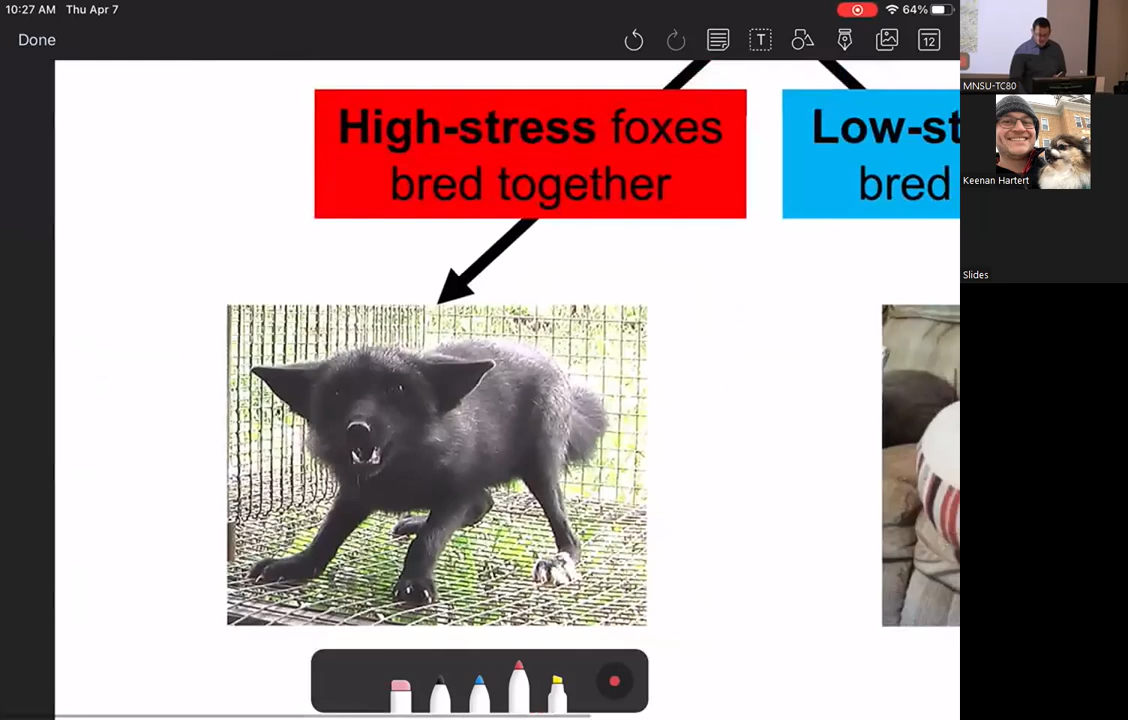 10:27 AM Thu Apr 7
64%
Done
T
12
High-stress foxes
bred together
Low-st
bred
MNSU-TC80
Keenan Hartert
Slides